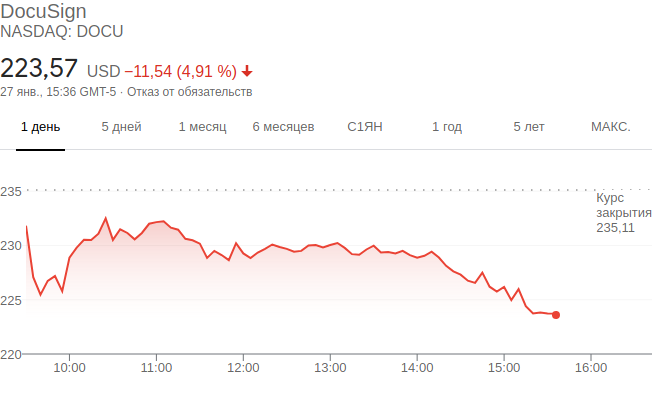 DocuSign
NASDAQ: DOCU
223,57 USD −11,54 (4,91 %)
27 янв., 15:36 GMT-5 · Отказ от обязательств
1 день 5 дней 1 месяц 6 месяцев С1ЯН 1 год 5 лет МАКС.
235
Курс
закрытия
235,11
230
225
220
10:00 11:00 12:00 13:00 14:00 15:00 16:00